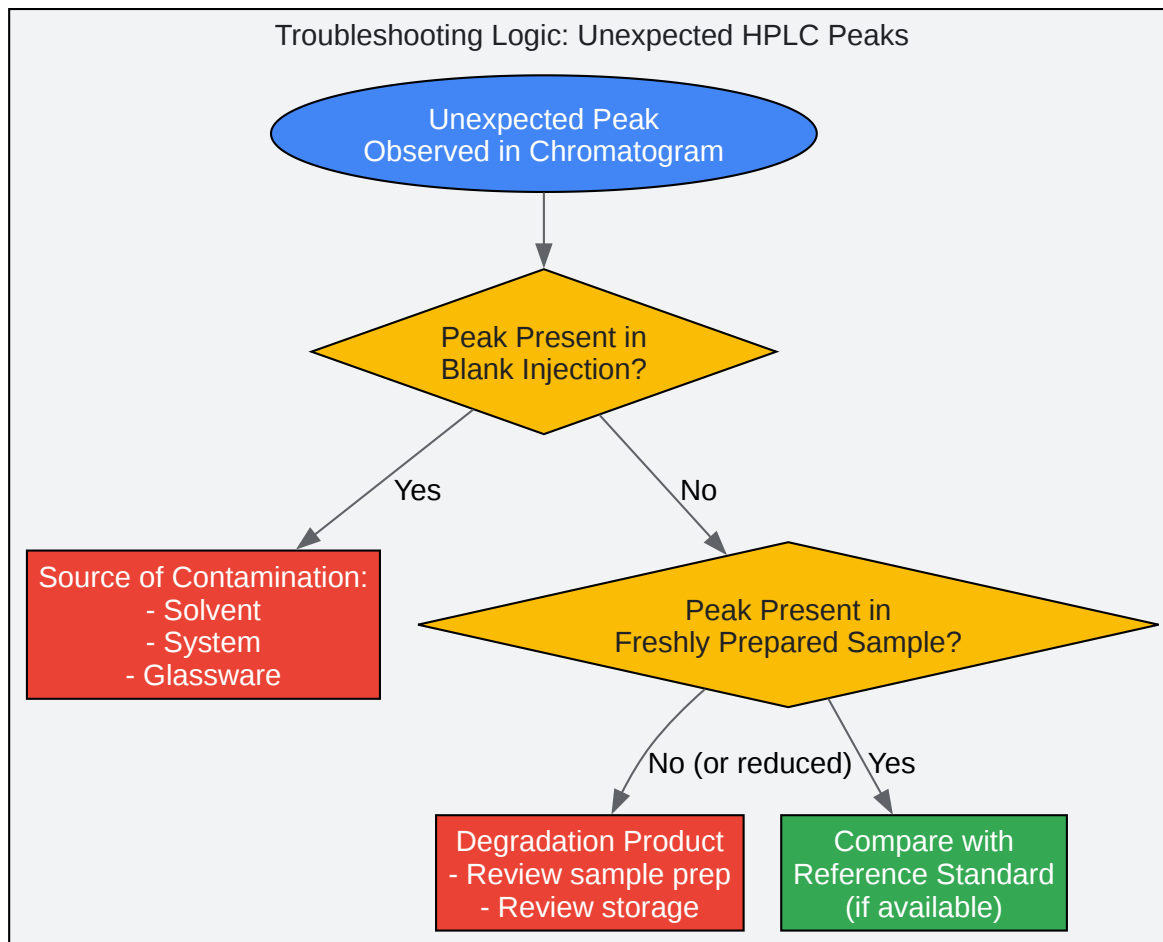 Troubleshooting Logic: Unexpected HPLC Peaks
Unexpected Peak
Observed in Chromatogram
Peak Present in
Blank Injection?
Yes
No
Source of Contamination:
- Solvent
- System
- Glassware
Peak Present in
Freshly Prepared Sample?
No (or reduced)
Yes
Degradation Product
- Review sample prep
- Review storage
Compare with
Reference Standard
(if available)